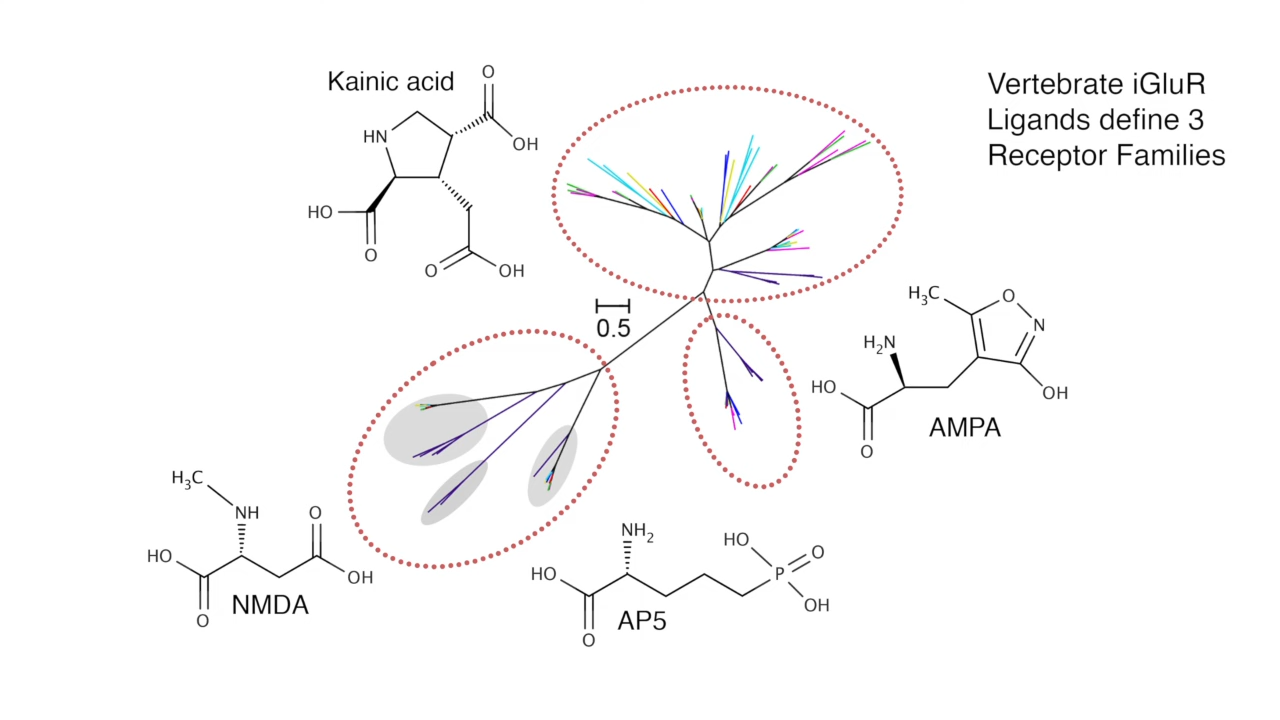 Kainic acid
O
HN
OH
HO
O
O
OH
Vertebrate iGluR
Ligands define 3
Receptor Families
0.5
H3C
O
N
H2N
HO
OH
O
AMPA
H3C
NH
O
HO
OH
O
NMDA
NH2
HO
O
HO
P
OH
O
AP5